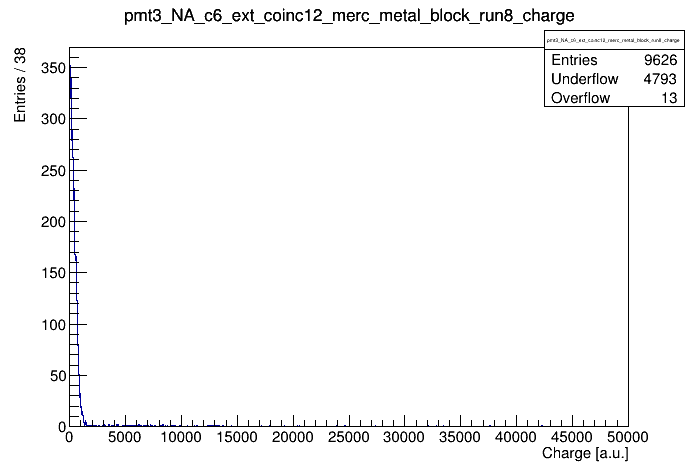 pmt3_NA_c6_ext_coinc12_merc_metal_block_run8_charge
pmt3_NA_c6_ext_coinc12_merc_metal_block_run8_charge
Entries 9626
Underflow 4793
Overflow 13
Entries / 38
350
300
250
200
150
100
50
0
0 5000 10000 15000 20000 25000 30000 35000 40000 45000 50000
Charge [a.u.]